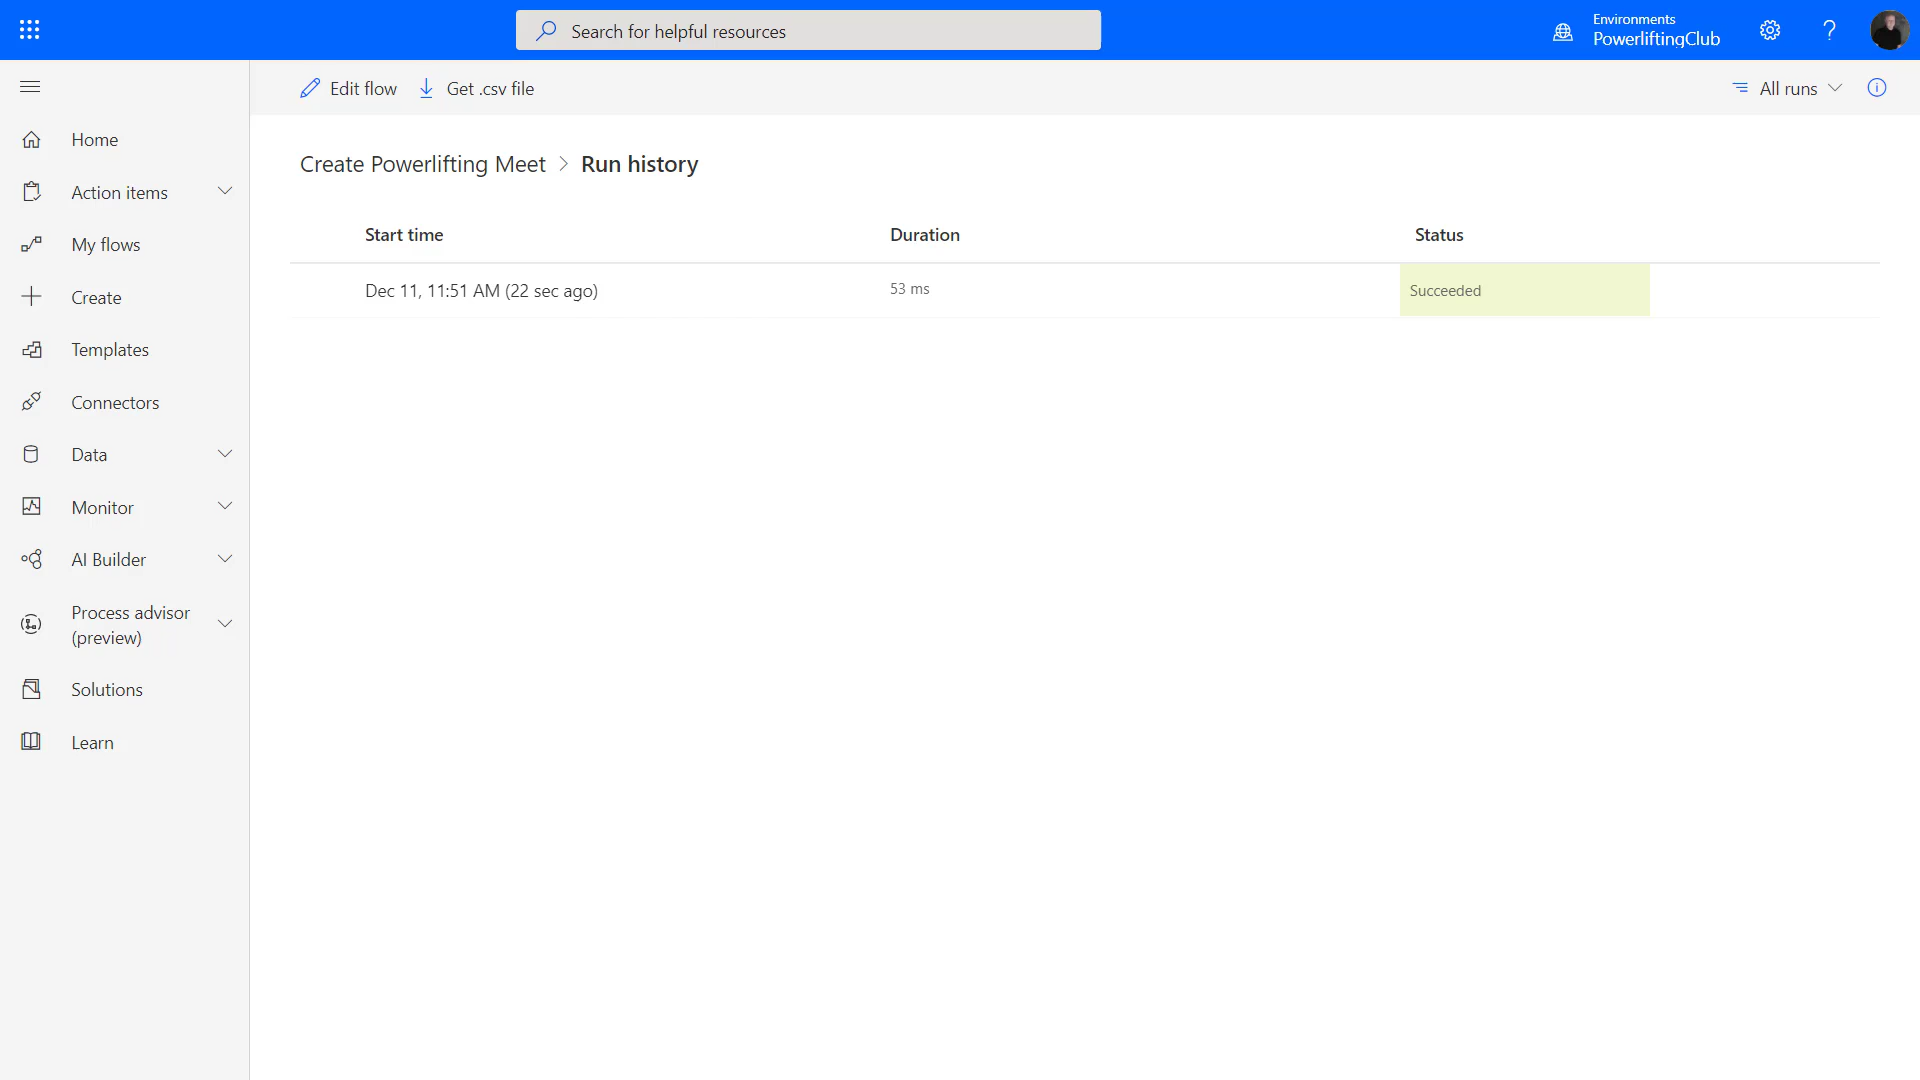 Search for helpful resources
Environments
PowerliftingClub
Edit flow
Get .csv file
All runs
Home
Action items
My flows
Create
Templates
Connectors
Data
Monitor
AI Builder
Process advisor
(preview)
Solutions
Learn
Create Powerlifting Meet > Run history
Start time Duration Status
Dec 11, 11:51 AM (22 sec ago) 53 ms Succeeded